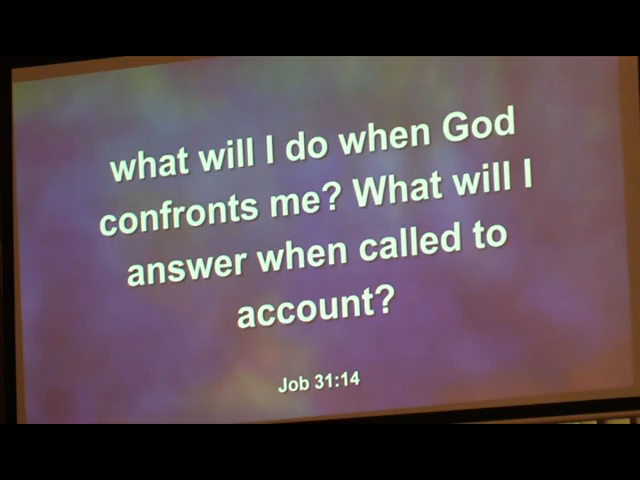 what will I do when God
confronts me? What will I
answer when called to
account?
Job 31:14